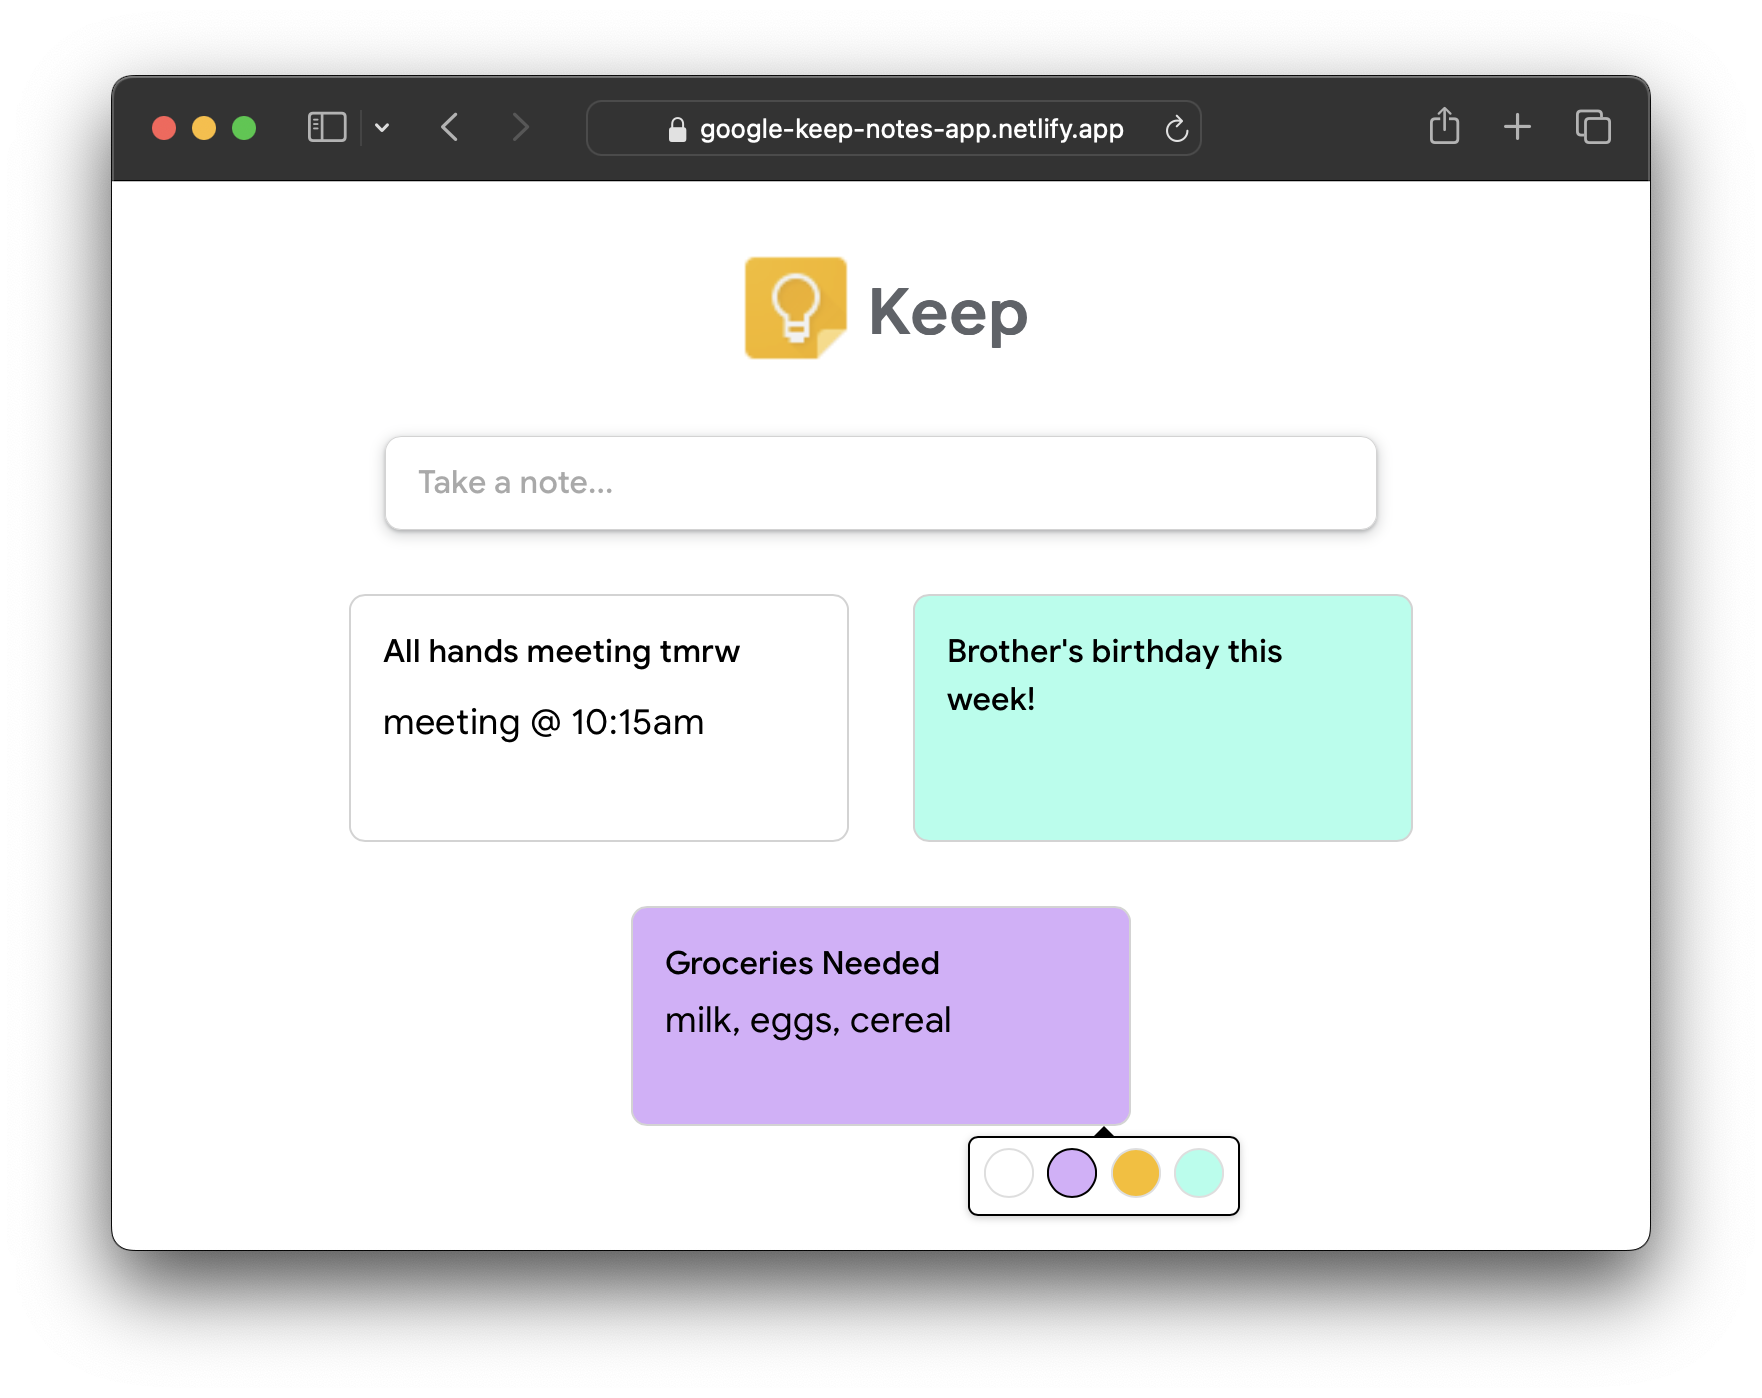 google-keep-notes-app.netlify.app
Keep
Take a note...
All hands meeting tmrw
meeting @ 10:15am
Brother's birthday this
week!
Groceries Needed
milk, eggs, cereal